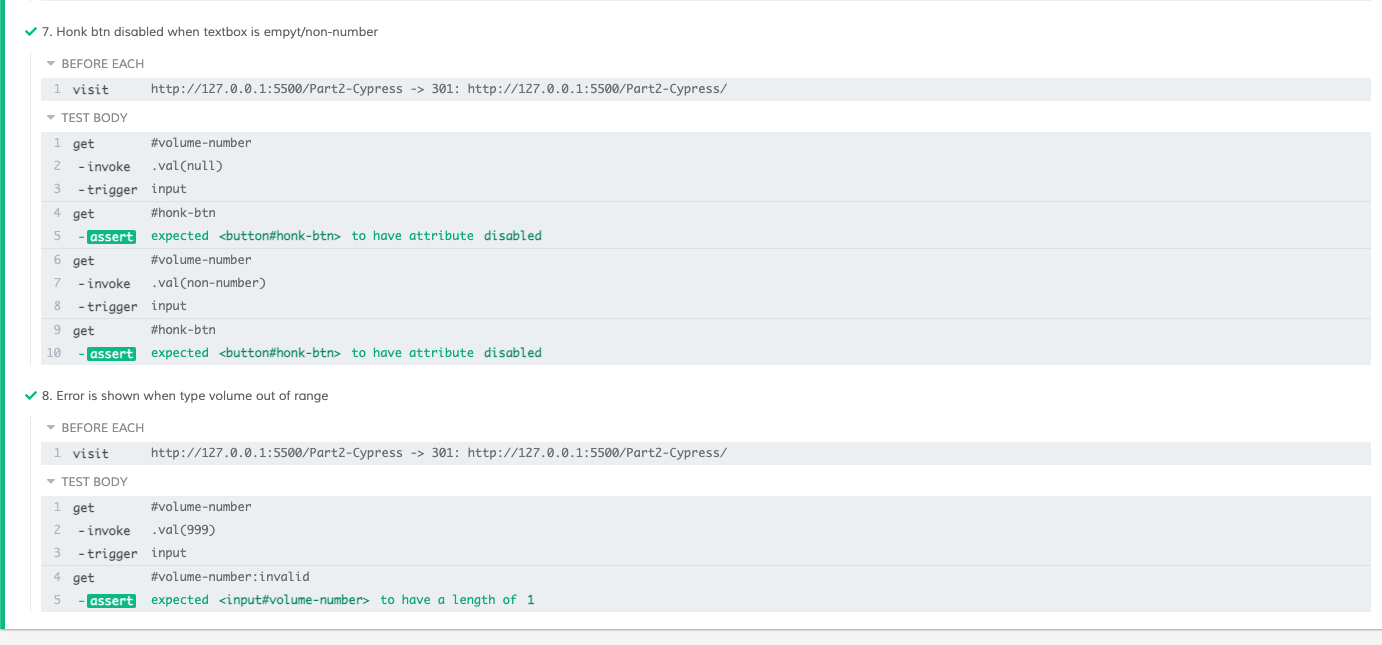 7. Honk btn disabled when textbox is empyt/non-number
BEFORE EACH
1 visit http://127.0.0.1:5500/Part2-Cypress -> 301: http://127.0.0.1:5500/Part2-Cypress/
TEST BODY
1 get #volume-number
2 -invoke .val(null)
3 -trigger input
4 get #honk-btn
5 -assert expected <button#honk-btn> to have attribute disabled
6 get #volume-number
7 -invoke .val(non-number)
8 -trigger input
9 get #honk-btn
10 -assert expected <button#honk-btn> to have attribute disabled
8. Error is shown when type volume out of range
BEFORE EACH
1 visit http://127.0.0.1:5500/Part2-Cypress -> 301: http://127.0.0.1:5500/Part2-Cypress/
TEST BODY
1 get #volume-number
2 -invoke .val(999)
3 -trigger input
4 get #volume-number:invalid
5 -assert expected <input#volume-number> to have a length of 1